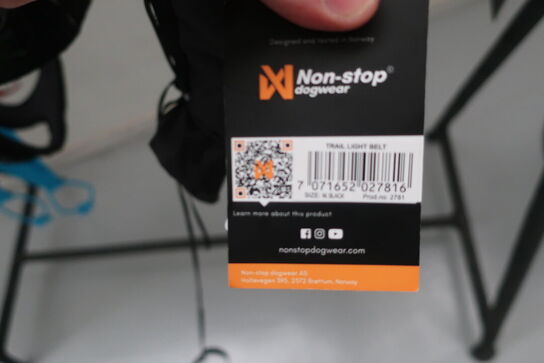 Designed and tested in Norway
Non-stop®
dogwear
TRAIL LIGHT BELT
7 071652 027816
SIZE: M, BLACK Prod.no: 2781
Learn more about this product
nonstopdogwear.com
Non-stop dogwear AS
Voltevegen 395, 2372 Brøttum, Norway